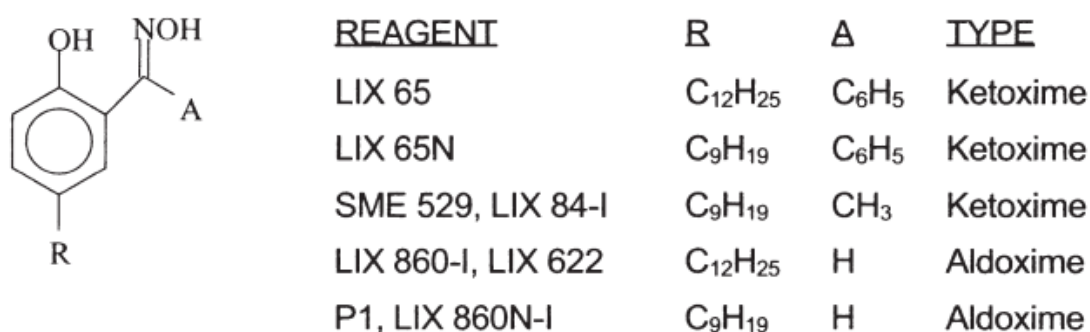 OH NOH
A
R
REAGENT R A TYPE
LIX 65 C₁₂H₂₅ C₆H₅ Ketoxime
LIX 65N C₉H₁₉ C₆H₅ Ketoxime
SME 529, LIX 84-I C₉H₁₉ CH₃ Ketoxime
LIX 860-I, LIX 622 C₁₂H₂₅ H Aldoxime
P1, LIX 860N-I C₉H₁₉ H Aldoxime